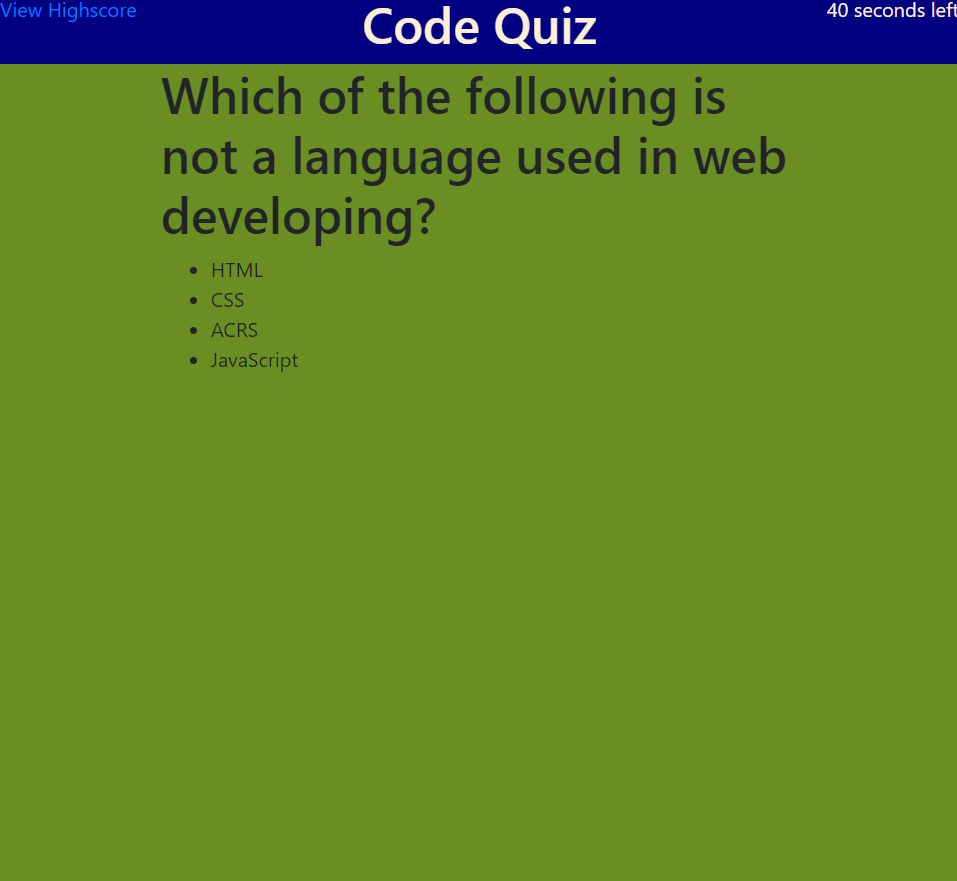 View Highscore
Code Quiz
40 seconds left
Which of the following is
not a language used in web
developing?
HTML
CSS
ACRS
JavaScript